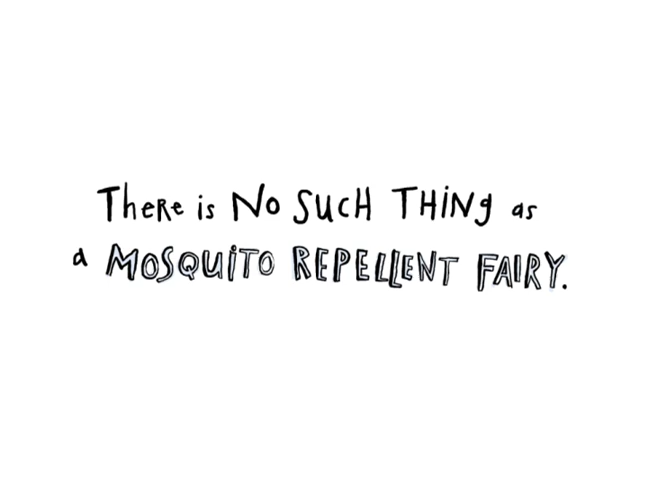 There is NO SUCH THING as
a MOSQUITO REPELLENT FAIRY.